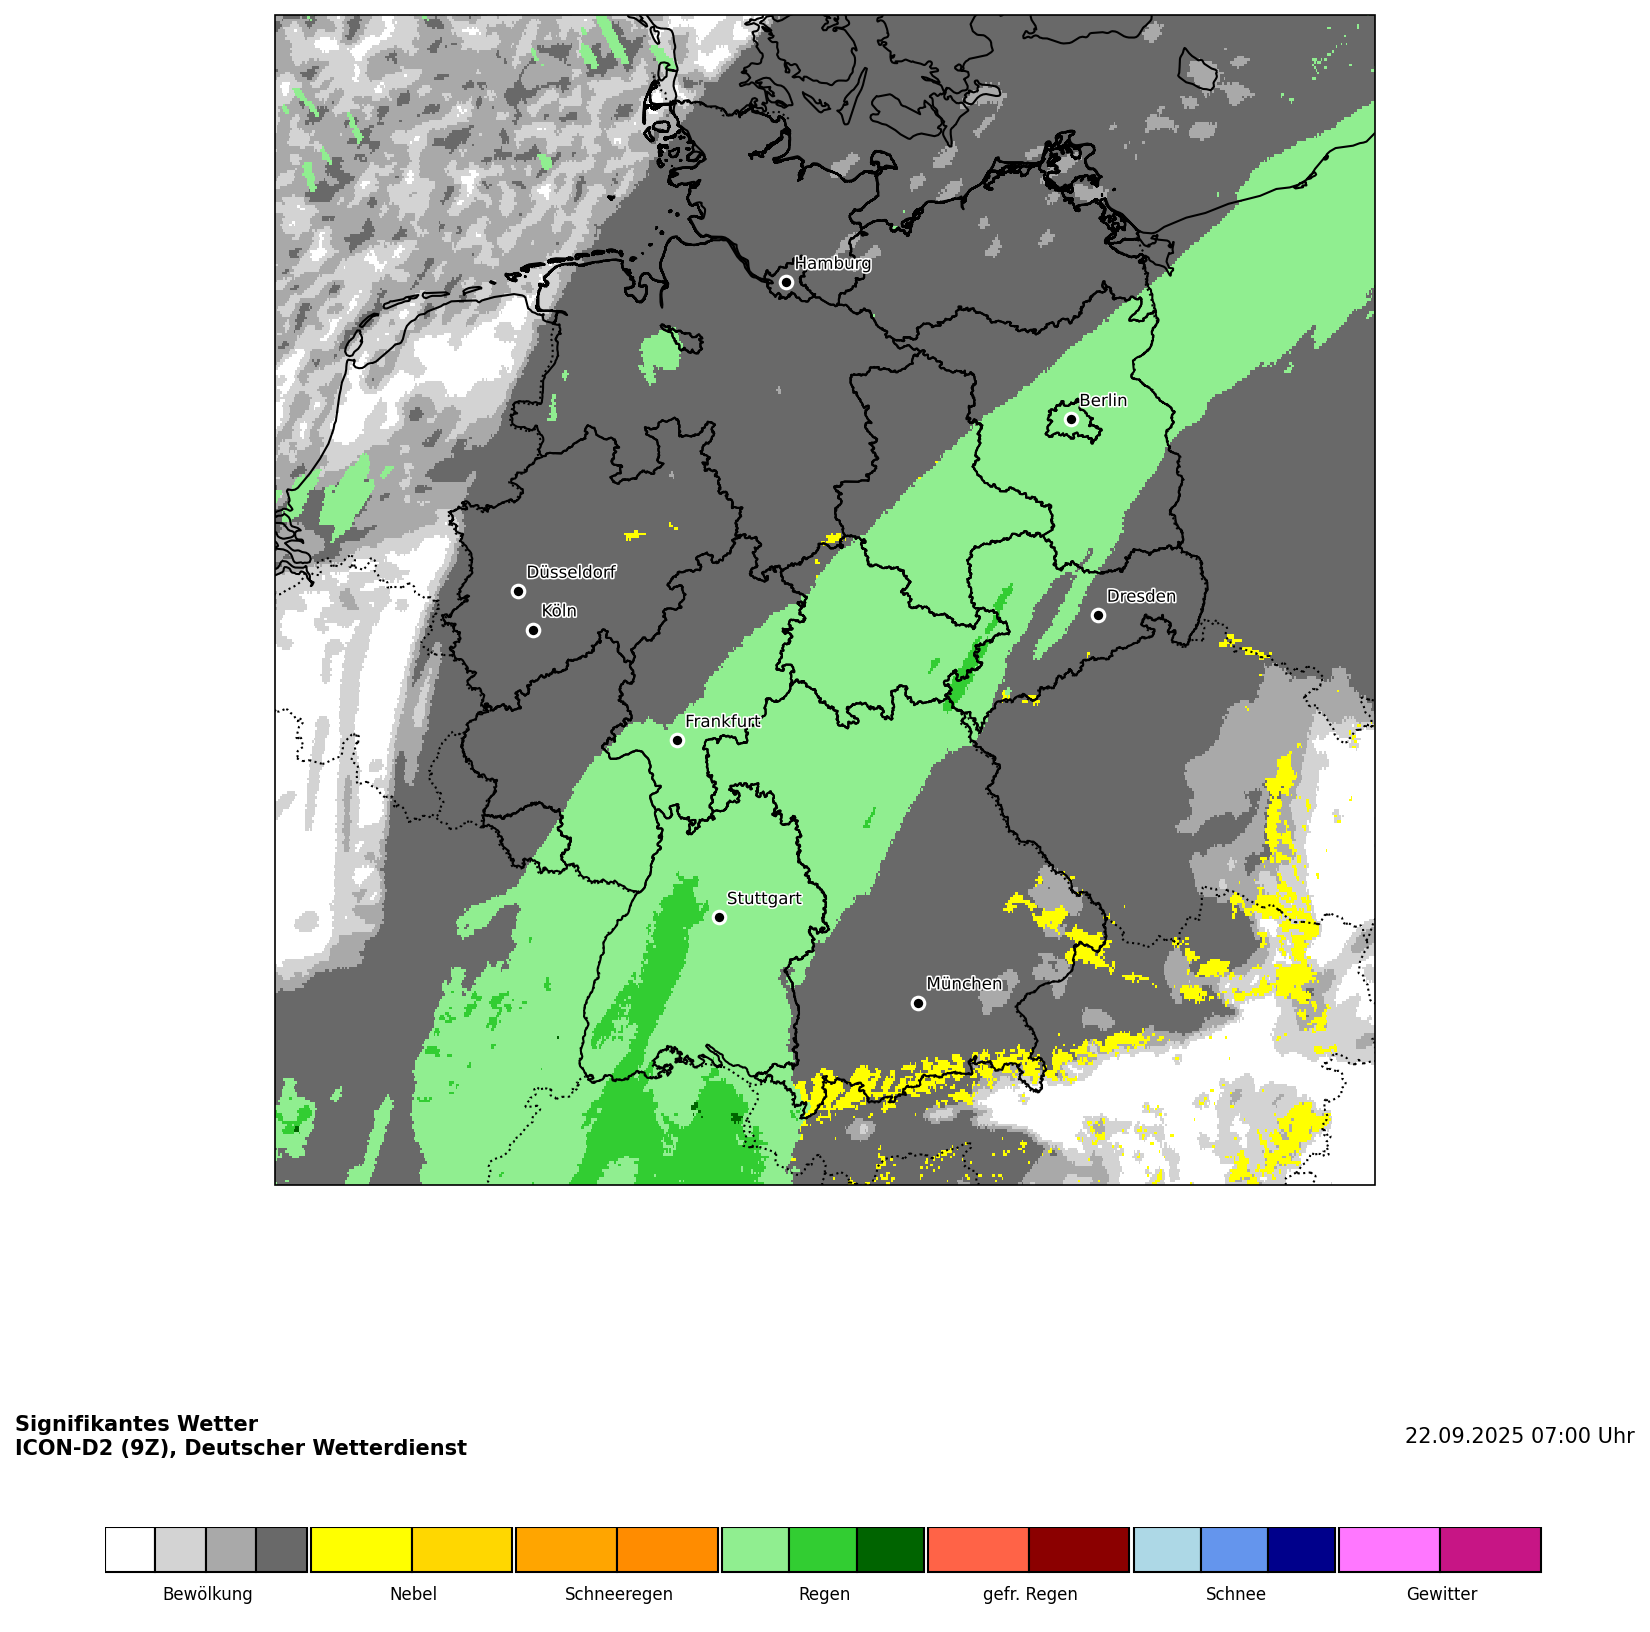 Hamburg
Berlin
Düsseldorf
Dresden
Köln
Frankfurt
Stuttgart
München
Signifikantes Wetter
ICON-D2 (9Z), Deutscher Wetterdienst
22.09.2025 07:00 Uhr
Bewölkung Nebel Schneeregen Regen gefr. Regen Schnee Gewitter